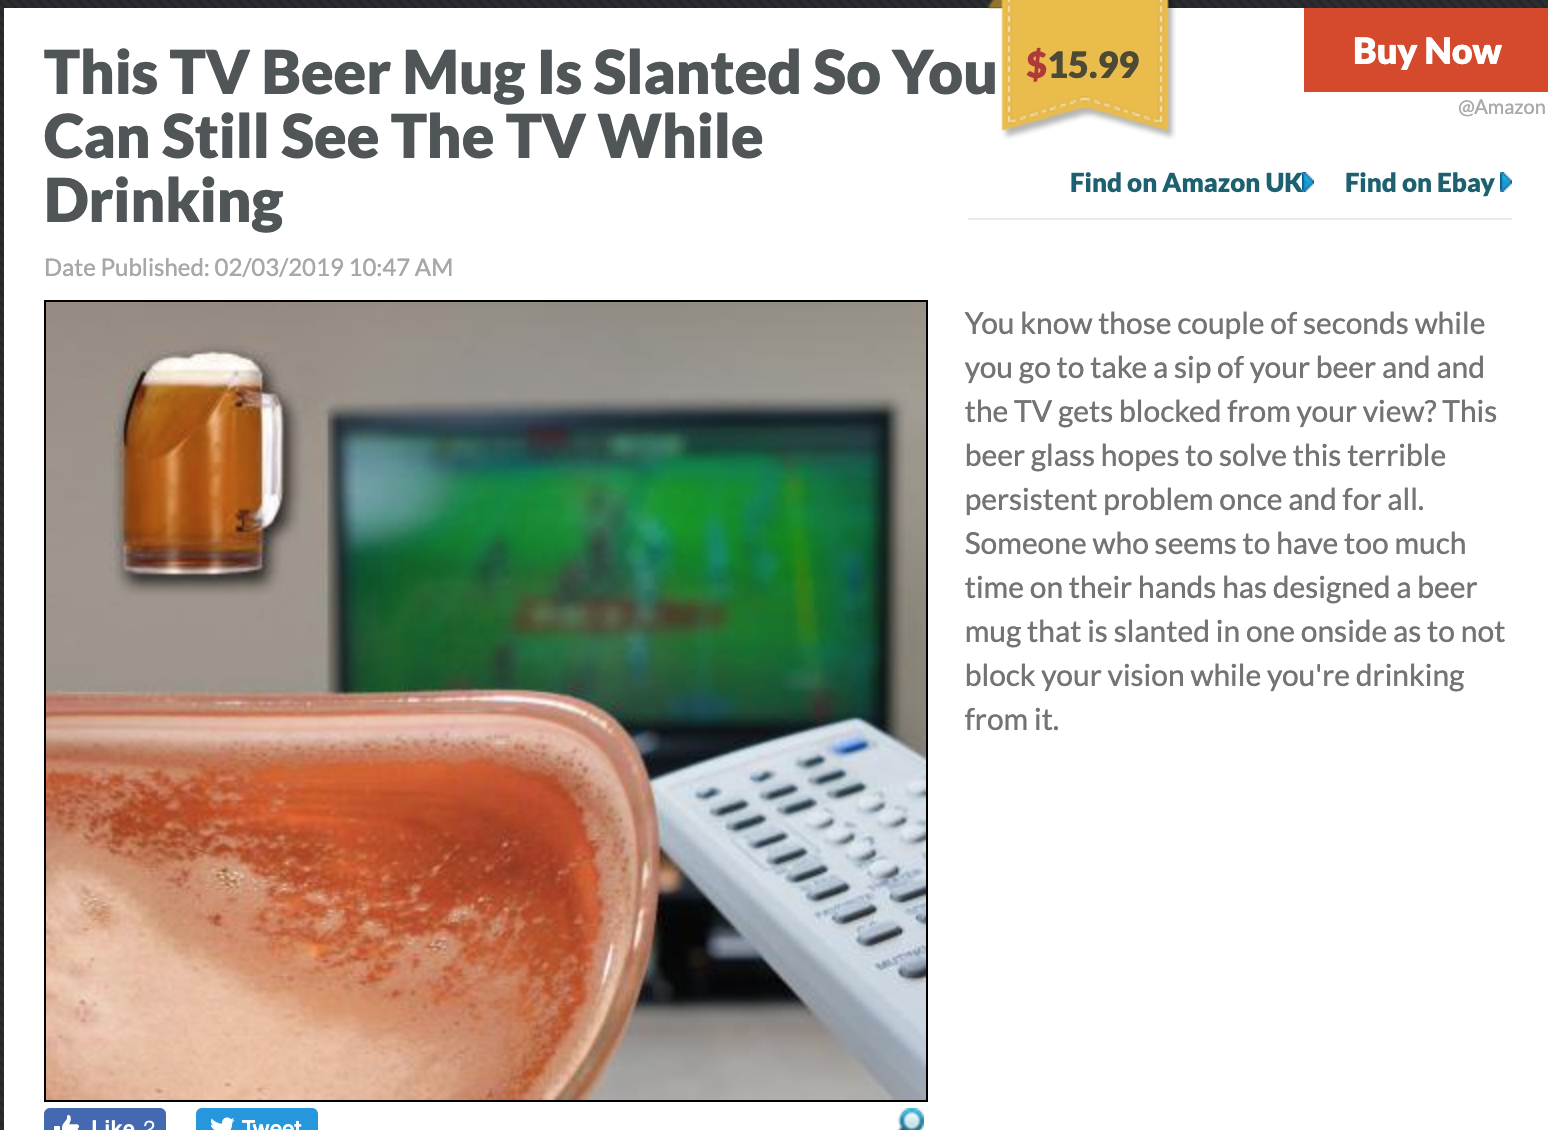 This TV Beer Mug Is Slanted So You
Can Still See The TV While
Drinking
$15.99
Buy Now
@Amazon
Find on Amazon UK
Find on Ebay
Date Published: 02/03/2019 10:47 AM
You know those couple of seconds while
you go to take a sip of your beer and and
the TV gets blocked from your view? This
beer glass hopes to solve this terrible
persistent problem once and for all.
Someone who seems to have too much
time on their hands has designed a beer
mug that is slanted in one onside as to not
block your vision while you're drinking
from it.
Like 2
Tweet